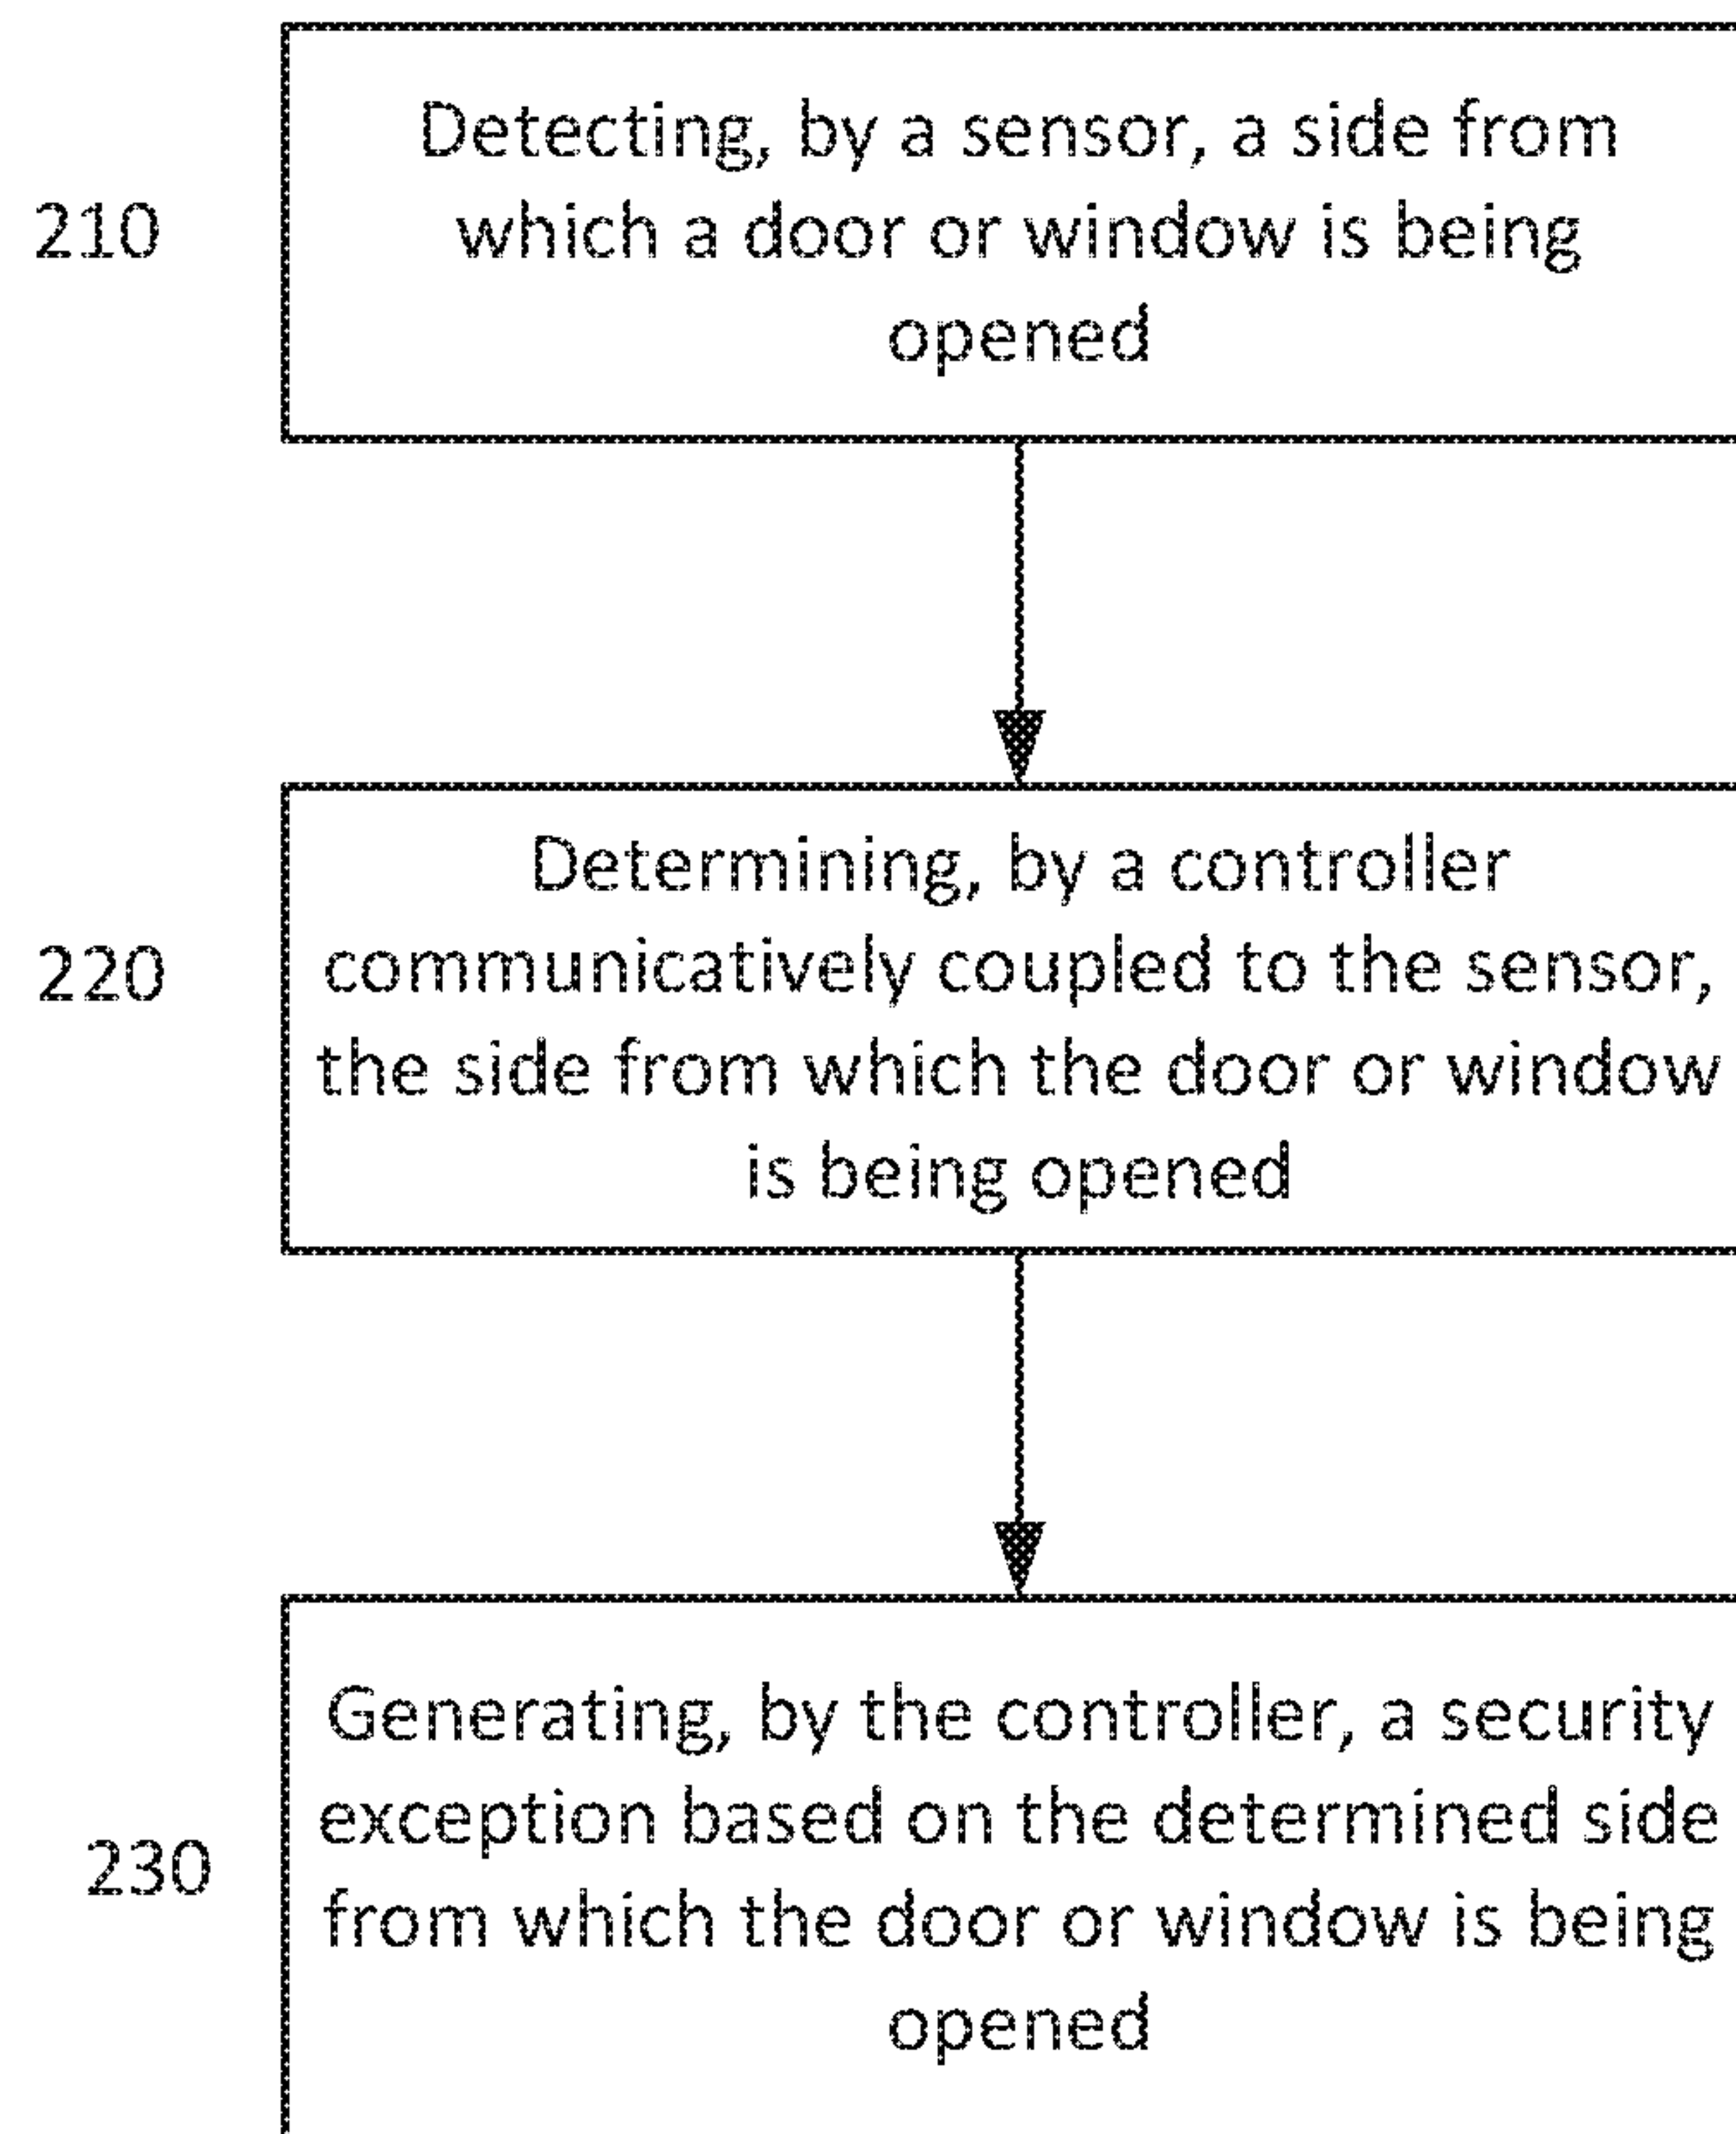 Detecting, by a sensor, a side from
210
which a door or window is being
opened
Determining, by a controller
220
communicatively coupled to the sensor,
the side from which the door or window
is being opened
Generating, by the controller, a security
exception based on the determined side
230
from which the door or window is being
opened